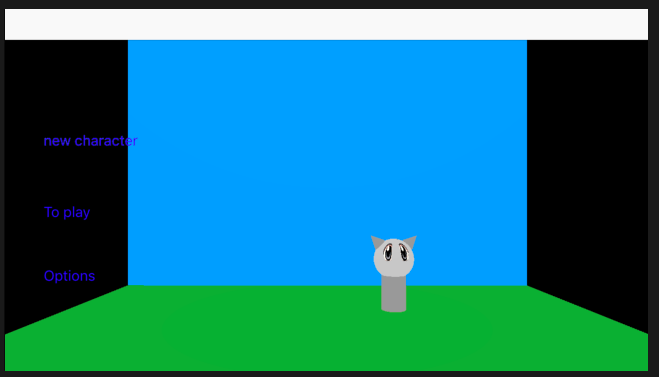 new character
To play
Options